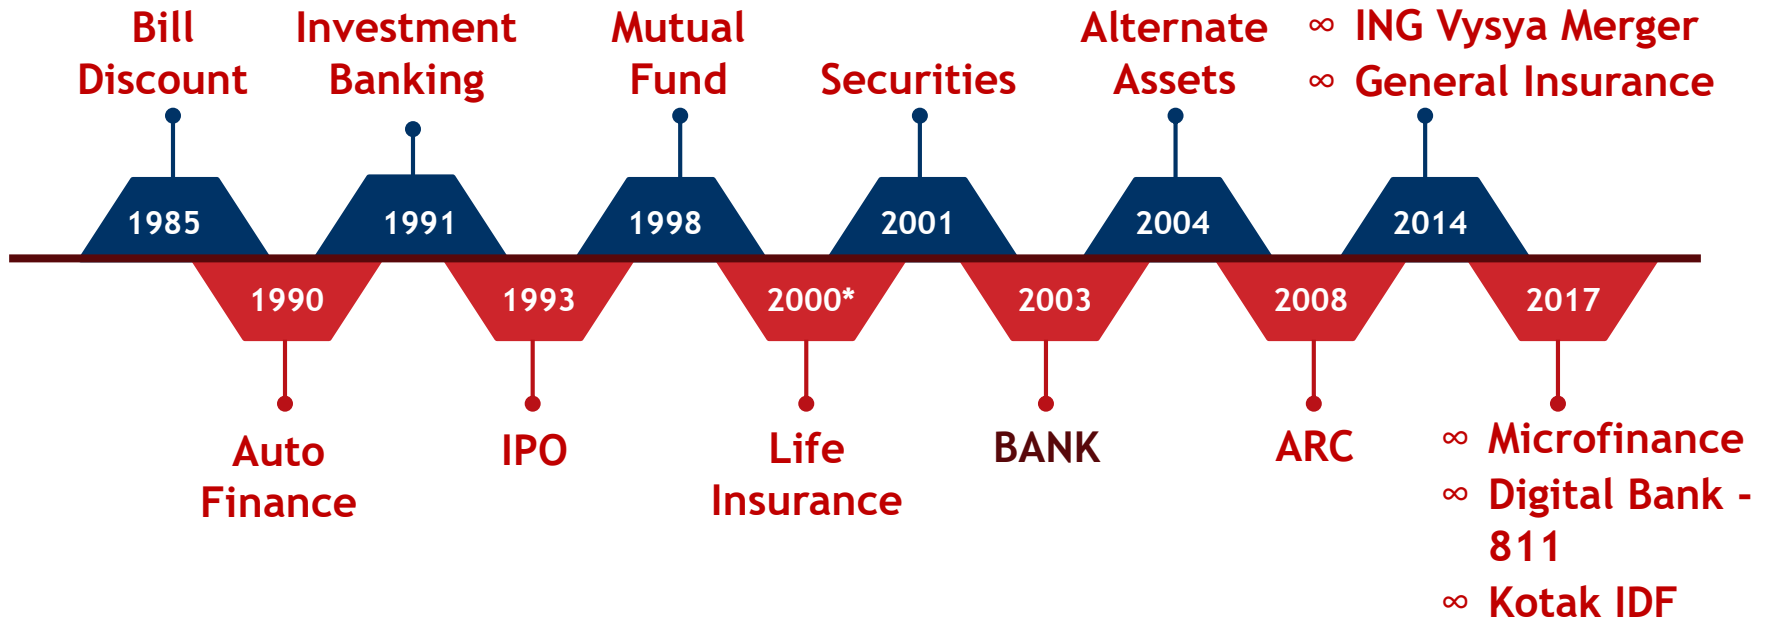 Bill
Discount
Investment
Banking
Mutual
Fund
Securities
Alternate
Assets
∞ ING Vysya Merger
∞ General Insurance
1985
1991
1998
2001
2004
2014
1990
1993
2000*
2003
2008
2017
Auto
Finance
IPO
Life
Insurance
BANK
ARC
∞ Microfinance
∞ Digital Bank -
811
∞ Kotak IDF